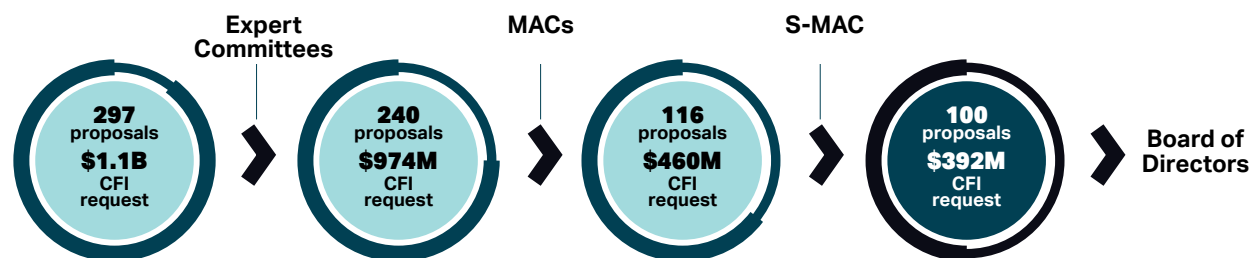 Expert
Committees
MACs
S-MAC
297
proposals
$1.1B
CFI
request
240
proposals
$974M
CFI
request
116
proposals
$460M
CFI
request
100
proposals
$392M
CFI
request
Board of
Directors